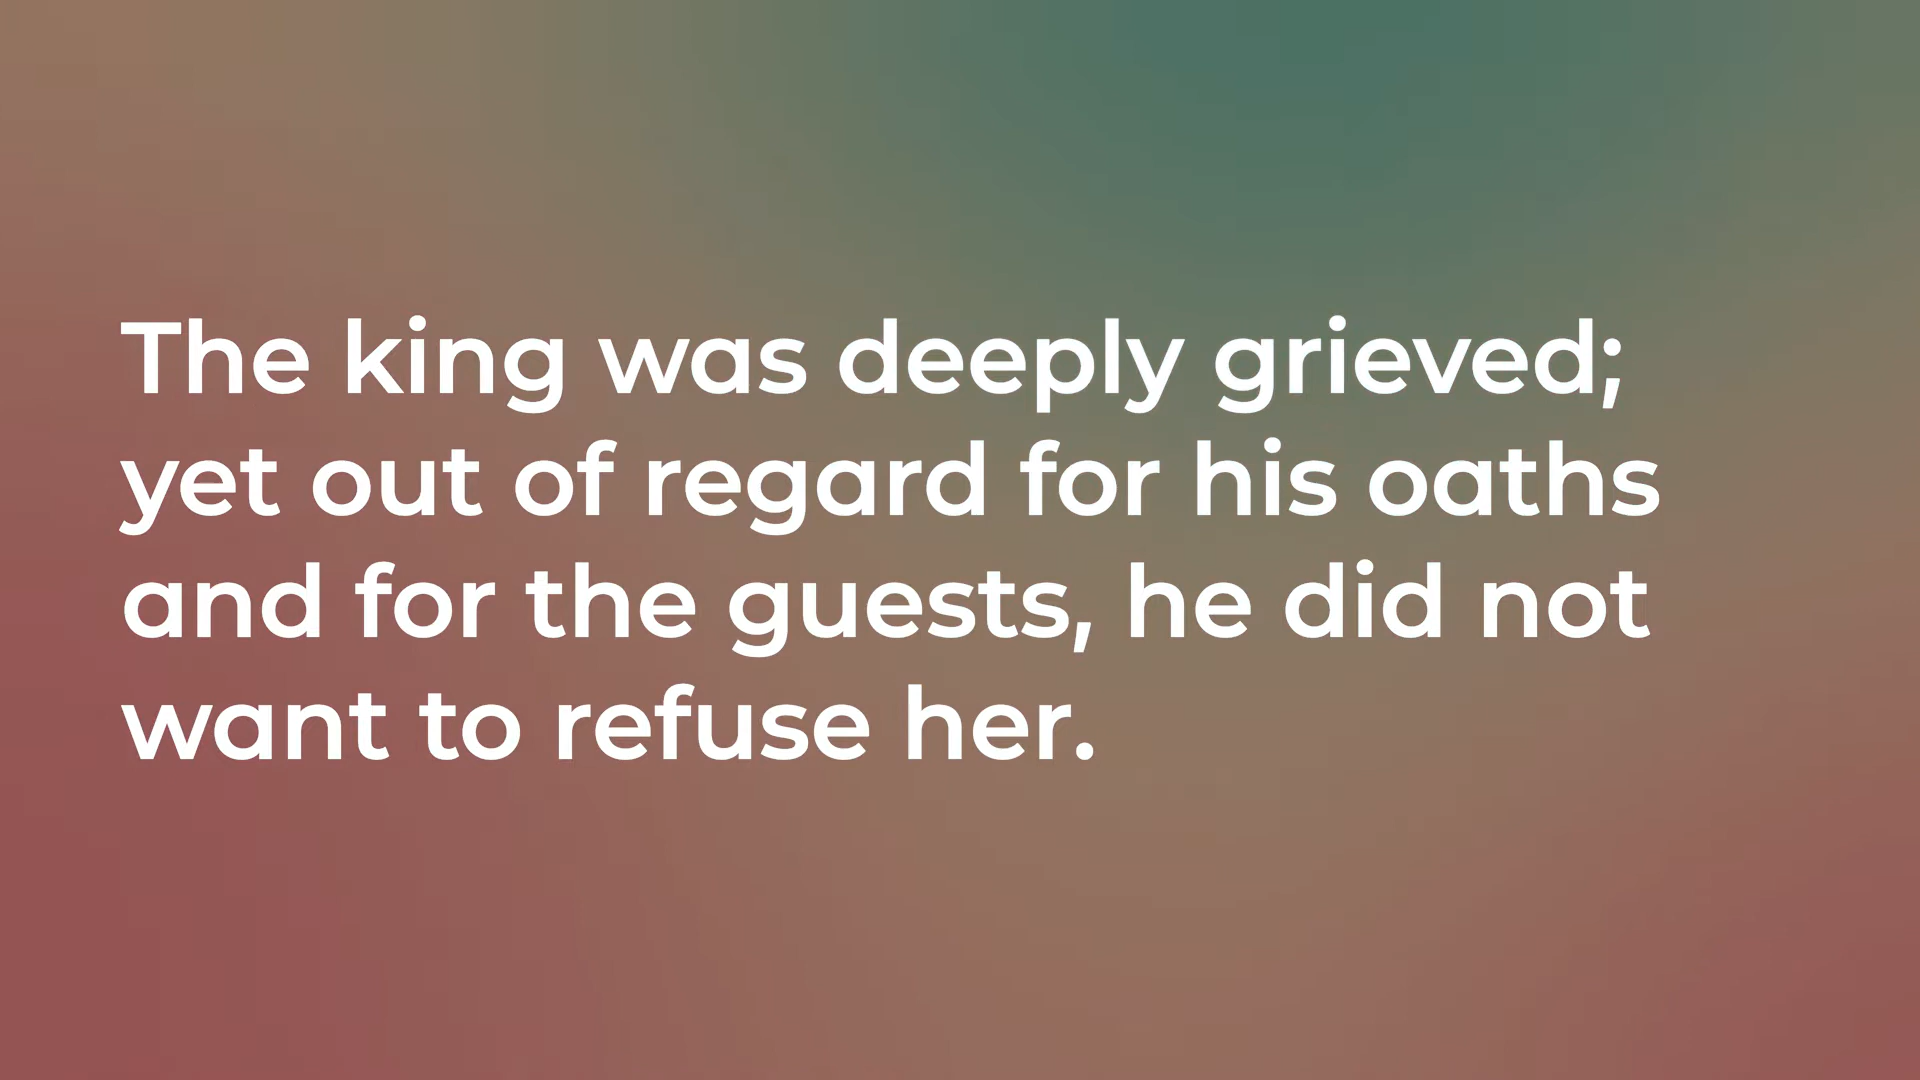 The king was deeply grieved;
yet out of regard for his oaths
and for the guests, he did not
want to refuse her.